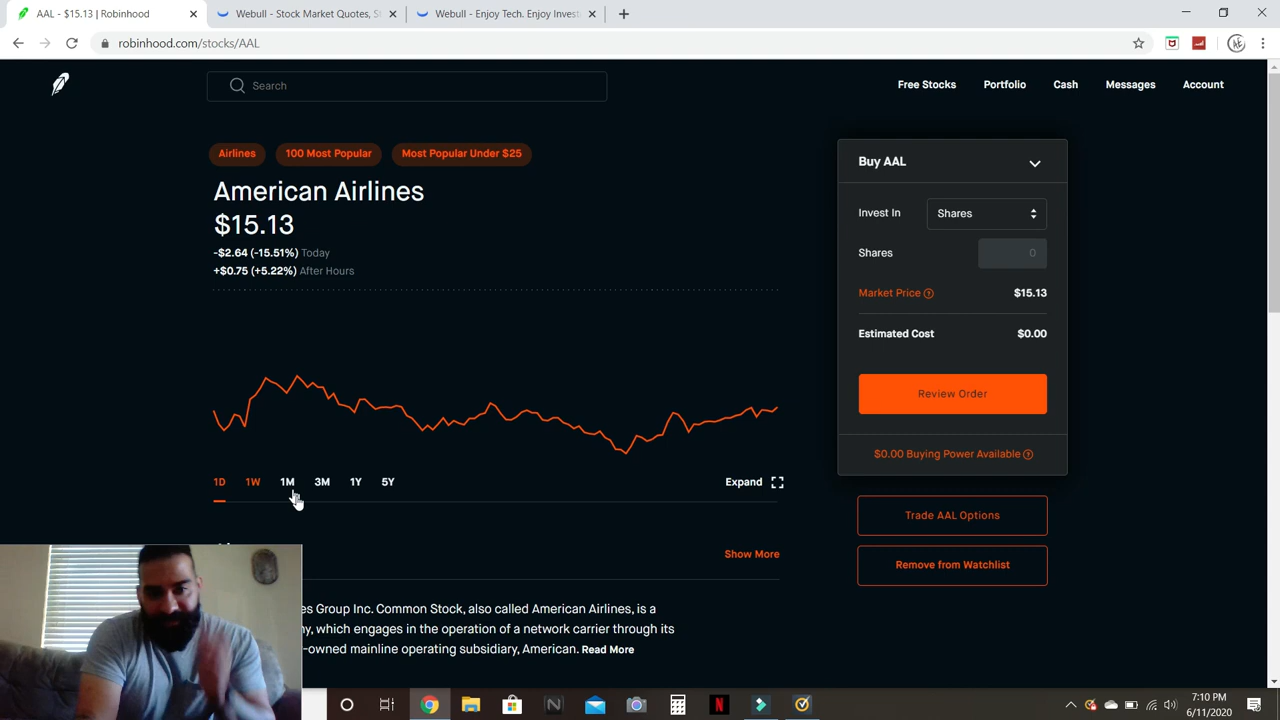 AAL - $15.13 | Robinhood
Webull - Stock Market Quotes, S
Webull - Enjoy Tech. Enjoy Invest
robinhood.com/stocks/AAL
Search
Free Stocks
Portfolio
Cash
Messages
Account
Airlines
100 Most Popular
Most Popular Under $25
American Airlines
$15.13
-$2.64 (-15.51%) Today
+$0.75 (+5.22%) After Hours
1D 1W 1M 3M 1Y 5Y
Expand
Show More
es Group Inc. Common Stock, also called American Airlines, is a
ny, which engages in the operation of a network carrier through its
-owned mainline operating subsidiary, American. Read More
Buy AAL
Invest In Shares
Shares 0
Market Price $15.13
Estimated Cost $0.00
Review Order
$0.00 Buying Power Available
Trade AAL Options
Remove from Watchlist
7:10 PM
6/11/2020